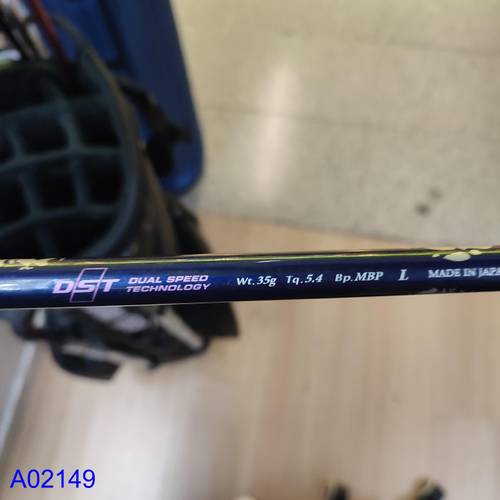 DST DUAL SPEED TECHNOLOGY Wt.35g Tq.5.4 Bp.MBP L MADE IN JAPA
A02149